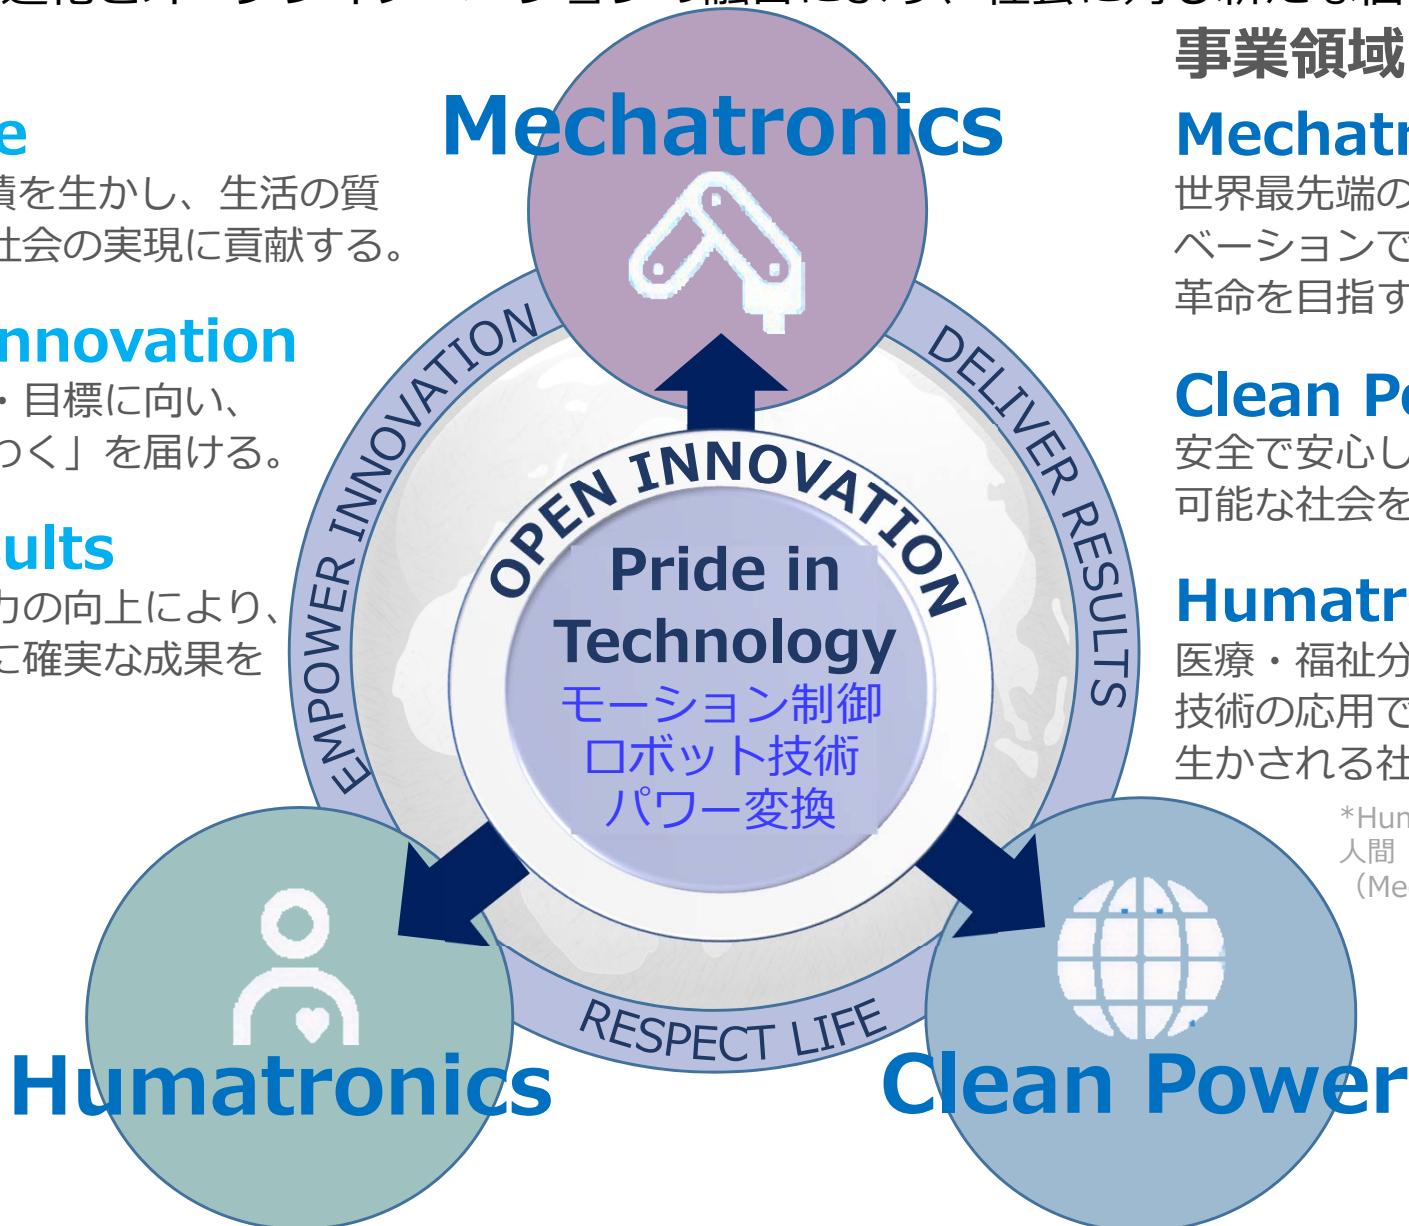 事業領域
e
責を生かし、生活の質
社会の実現に貢献する。
nnovation
・目標に向い、
つく」を届ける。
ults
力の向上により、
に確実な成果を
Mechatronics
EMPOWER INNOVATION
DELIVER RESULTS
RESPECT LIFE
OPEN INNOVATION
Pride in
Technology
モーション制御
ロボット技術
パワー変換
Humatronics
Clean Power
Mechatr
世界最先端の
ベーションで
革命を目指す
Clean P
安全で安心し
可能な社会を
Humatr
医療・福祉分
技術の応用で
生かされる社
*Hum
人間
（Me